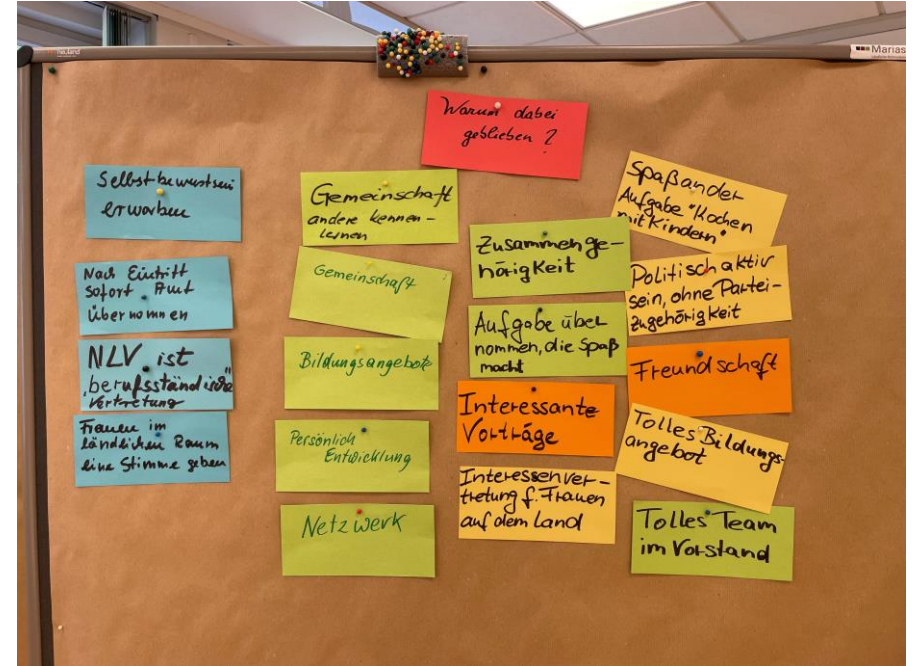 neuland
Marias
Warum dabei
geblieben ?
Selbstbewustsein
erworben
Nach Eintritt
sofort Amt
übernommen
NLV ist
"berufsständische"
Vertretung
Frauen im
ländlichen Raum
eine Stimme geben
Gemeinschaft
andere kennen-
lernen
Gemeinschaft
Bildungsangebote
Persönlich
Entwicklung
Netzwerk
Zusammenge-
hörigkeit
Aufgabe über
nommen, die Spaß
macht
Interessante
Vorträge
Interessenver-
tretung f. Frauen
auf dem Land
Spaß an der
Aufgabe "Kochen
mit Kindern"
Politisch aktiv
sein, ohne Partei-
zugehörigkeit
Freundschaft
Tolles Bildungs-
angebot
Tolles Team
im Vorstand